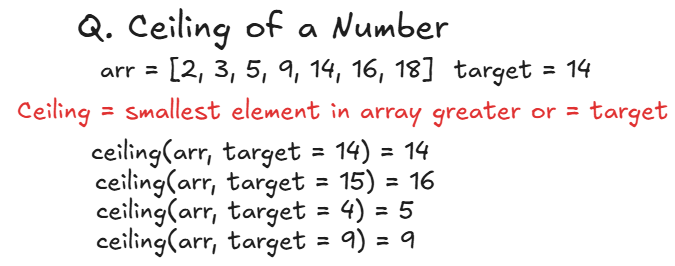 Q. Ceiling of a Number
arr = [2, 3, 5, 9, 14, 16, 18] target = 14
Ceiling = smallest element in array greater or = target
ceiling(arr, target = 14) = 14
ceiling(arr, target = 15) = 16
ceiling(arr, target = 4) = 5
ceiling(arr, target = 9) = 9